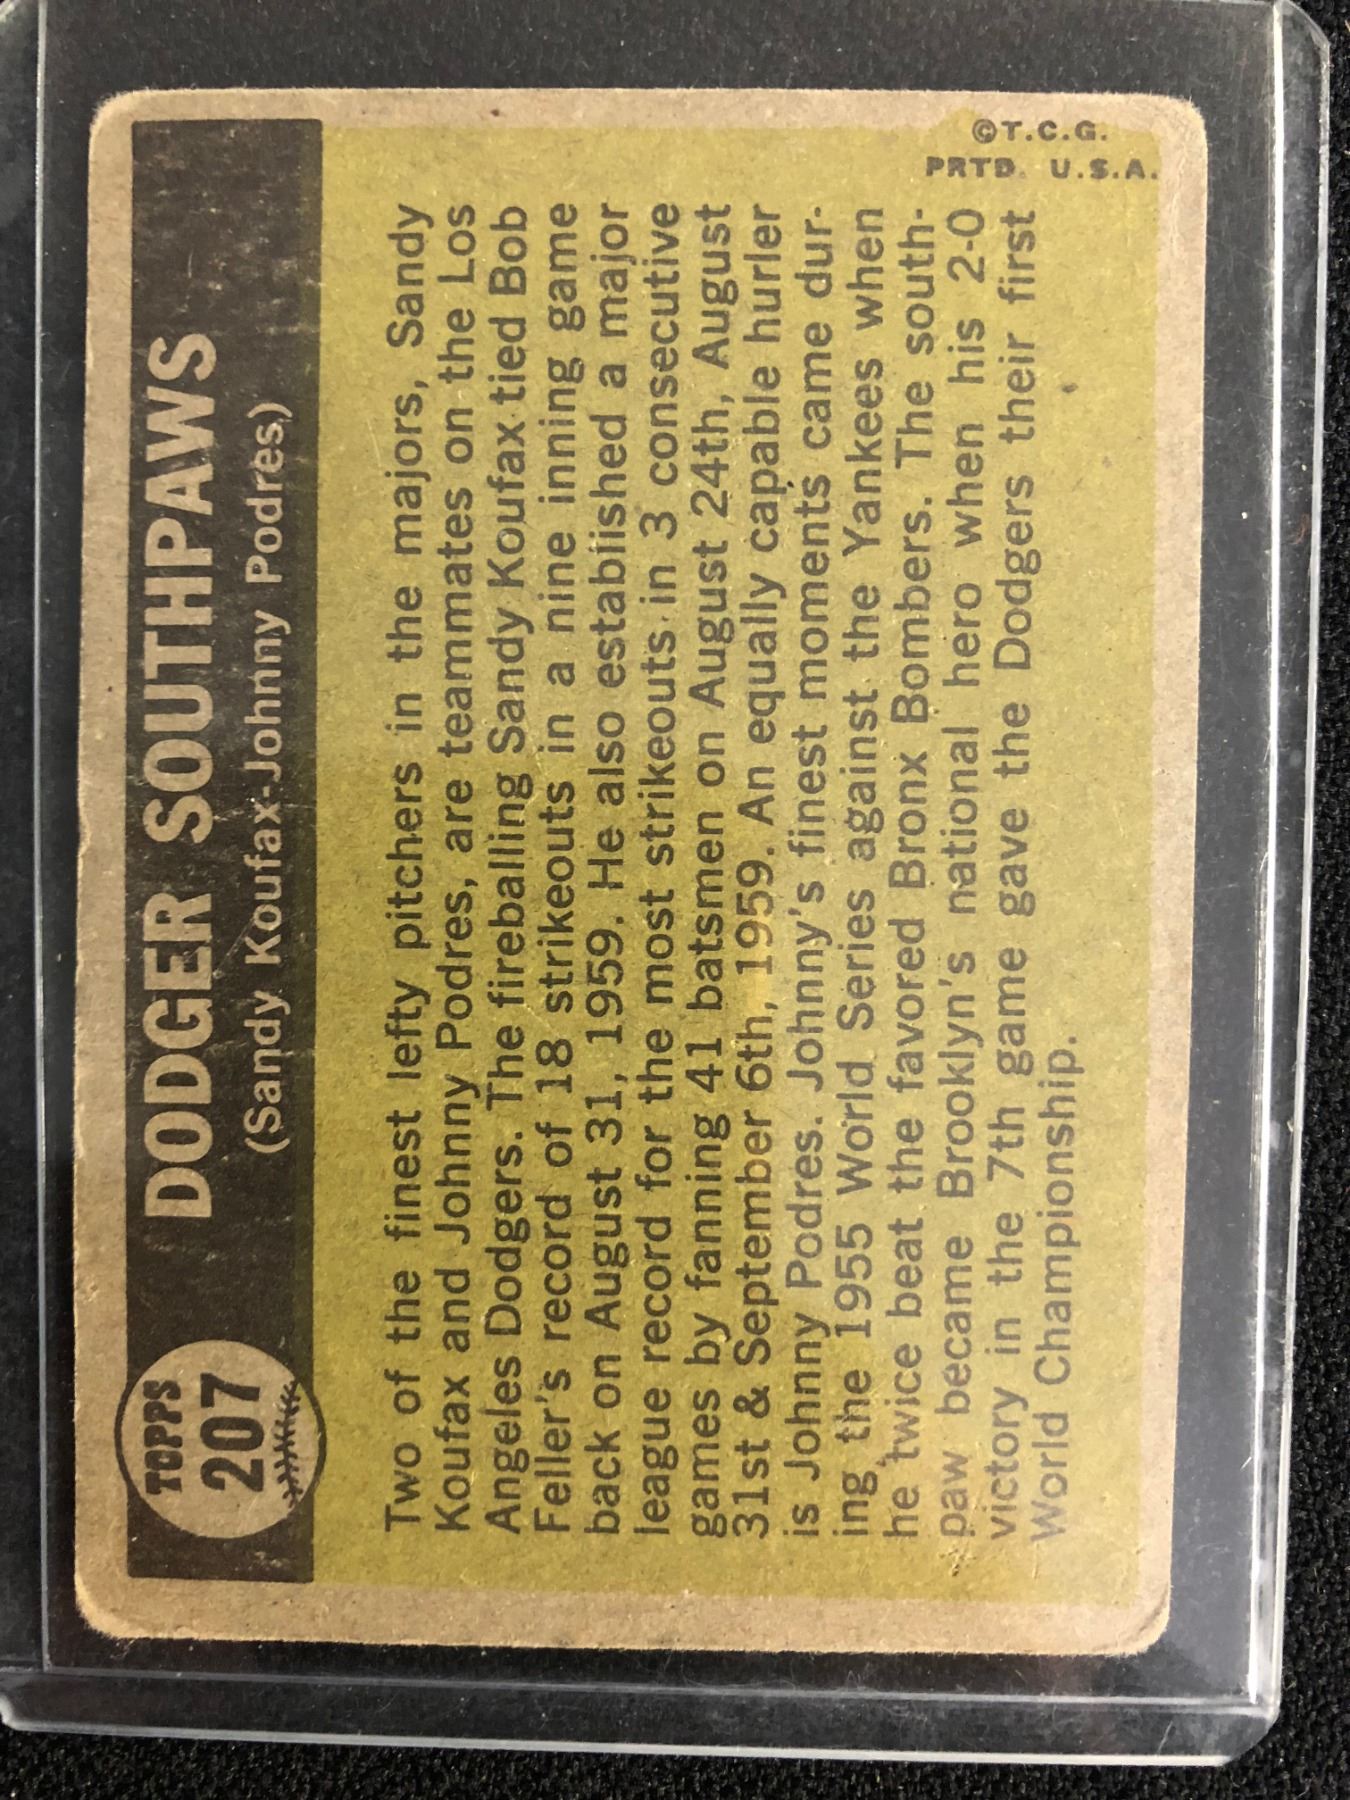 TOPPS
207
DODGER SOUTHPAWS
(Sandy Koufax-Johnny Podres)
Two of the finest lefty pitchers in the majors, Sandy
Koufax and Johnny Podres, are teammates on the Los
Angeles Dodgers. The fireballing Sandy Koufax tied Bob
Feller's record of 18 strikeouts in a nine inning game
back on August 31, 1959. He also established a major
league record for the most strikeouts in 3 consecutive
games by fanning 41 batsmen on August 24th, August
31st & September 6th, 1959. An equally capable hurler
is Johnny Podres. Johnny's finest moments came dur-
ing the 1955 World Series against the Yankees when
he twice beat the favored Bronx Bombers. The south-
paw became Brooklyn's national hero when his 2-0
victory in the 7th game gave the Dodgers their first
World Championship.
©T.C.G.
PRTD. U.S.A.